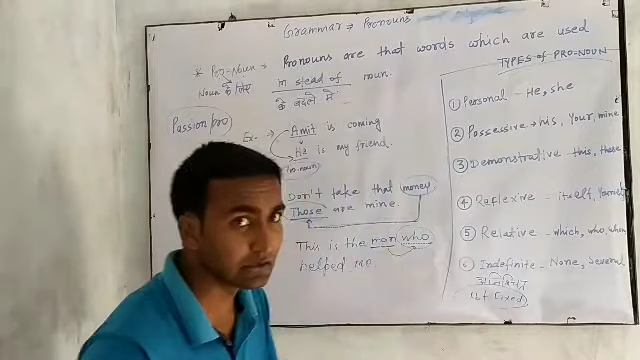 Grammar ⇒ Pronouns
* Pro-Noun ⇒ Pronouns are that words which are used
Noun के लिए in stead of noun.
के बदले में
Passion pro
Ex- → Amit is coming
He is my friend.
Pro-noun
Don't take that money
Those are mine.
This is the man who
helped me.
TYPES of PRO-NOUN
① Personal - He, she
② Possessive → his, Your, mine
③ Demonstrative this, these
④ Reflexive - itself,
⑤ Relative - which, who, whom
⑥ Indefinite - None, Several
अनिश्चित
Fixed